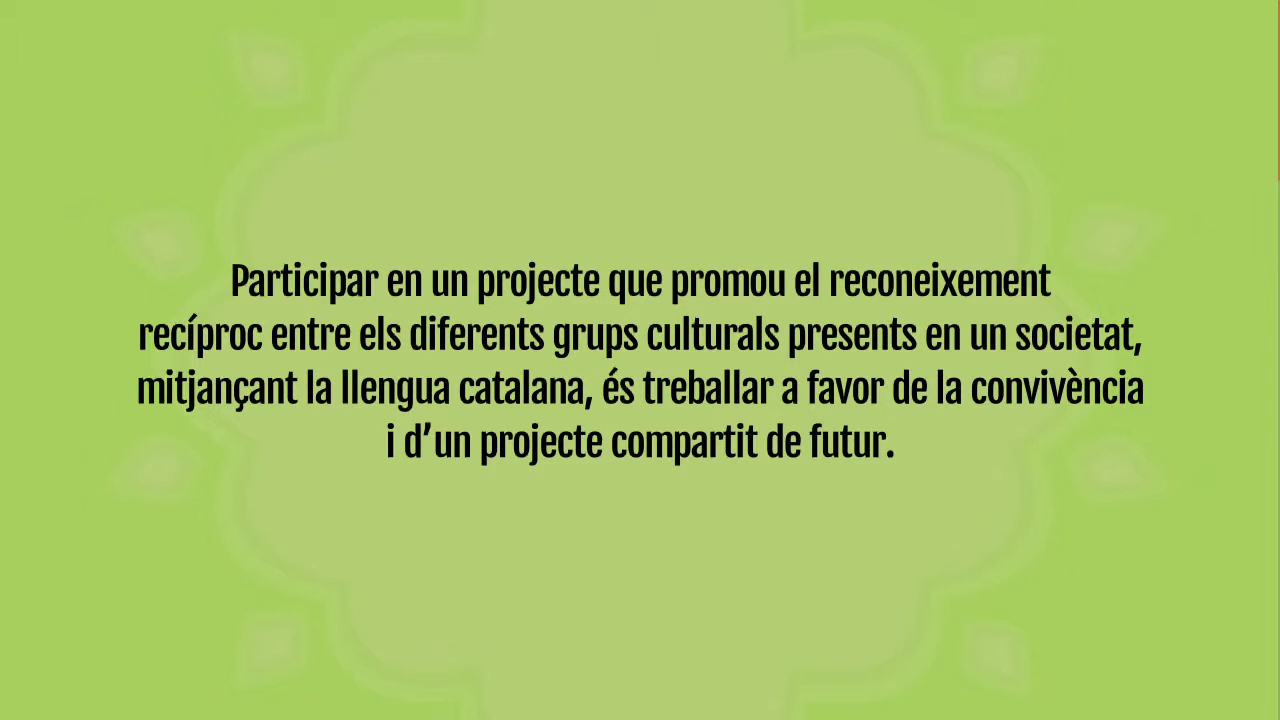 Participar en un projecte que promou el reconeixement
recíproc entre els diferents grups culturals presents en un societat,
mitjançant la llengua catalana, és treballar a favor de la convivència
i d’un projecte compartit de futur.